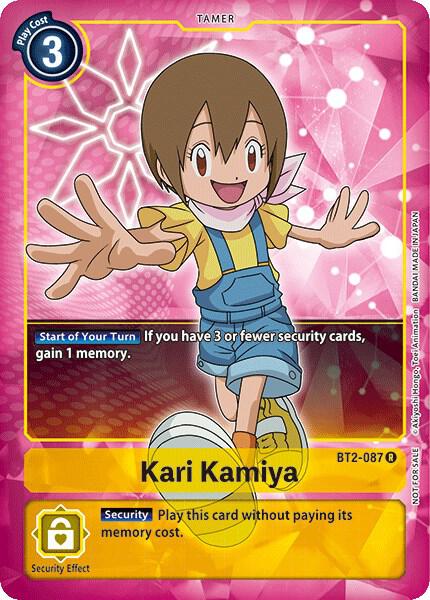 TAMER
Play Cost
3
Start of Your Turn If you have 3 or fewer security cards,
gain 1 memory.
© Akiyoshi Hongo, Toei Animation BANDAI MADE IN JAPAN
NOT FOR SALE
BT2-087 R
Kari Kamiya
Security Play this card without paying its
memory cost.
Security Effect